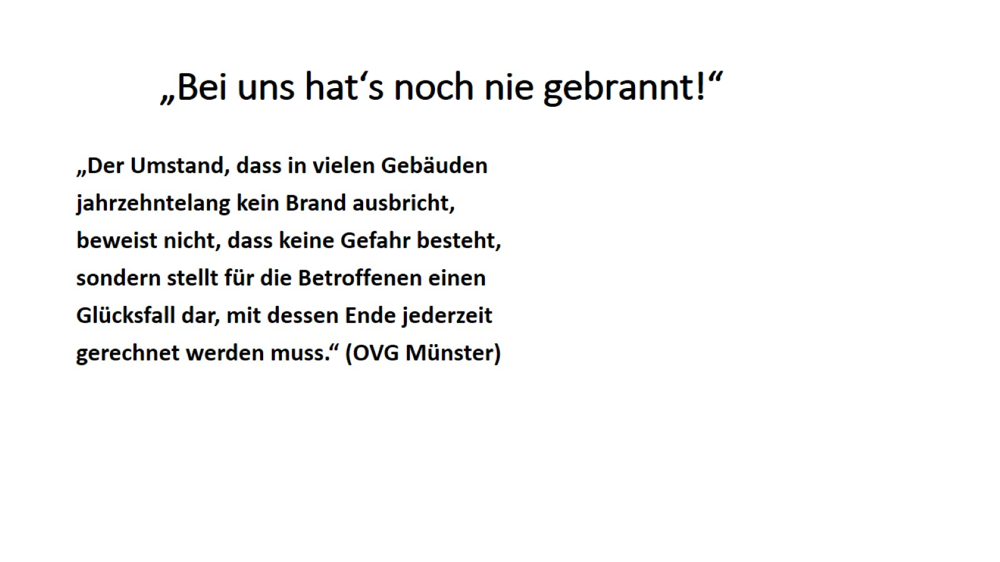 „Bei uns hat‘s noch nie gebrannt!“
„Der Umstand, dass in vielen Gebäuden
jahrzehntelang kein Brand ausbricht,
beweist nicht, dass keine Gefahr besteht,
sondern stellt für die Betroffenen einen
Glücksfall dar, mit dessen Ende jederzeit
gerechnet werden muss.“ (OVG Münster)